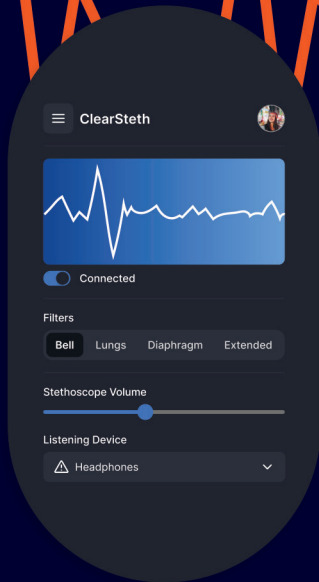 ClearSteth
Connected
Filters
Bell Lungs Diaphragm Extended
Stethoscope Volume
Listening Device
Headphones